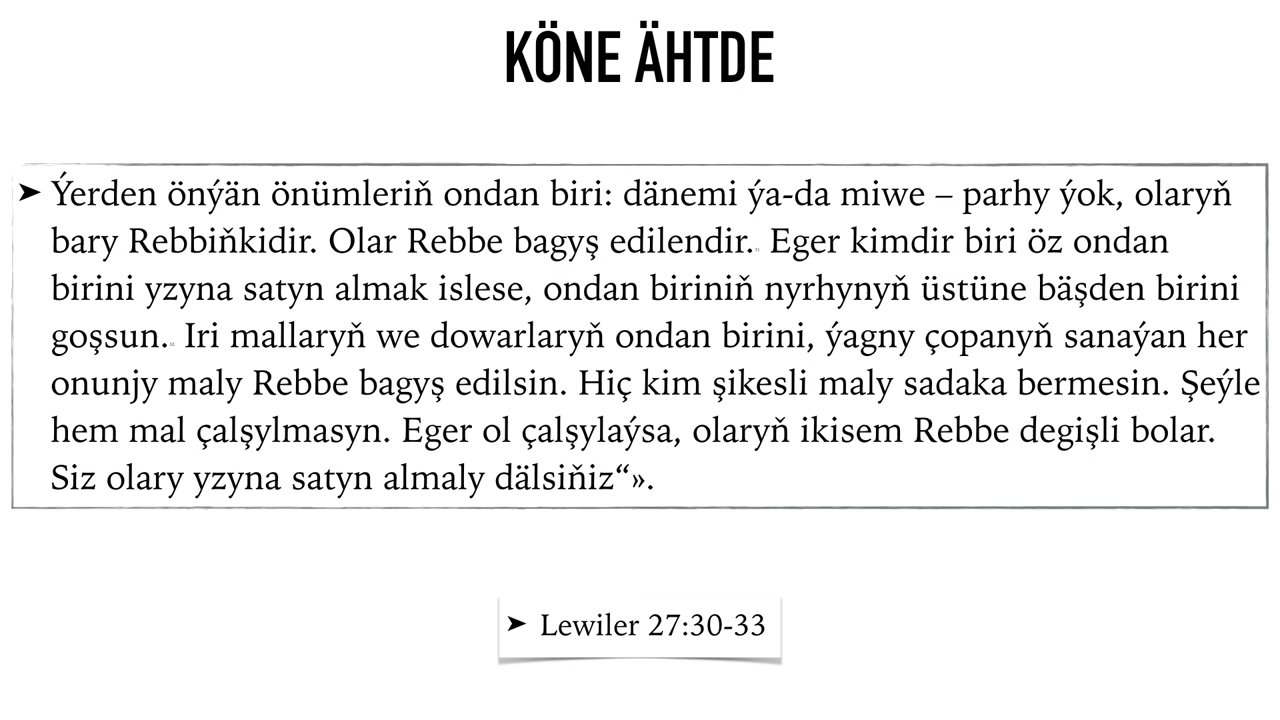 KÖNE ÄHTDE
➤ Ýerden önýän önümleriň ondan biri: dänemi ýa-da miwe – parhy ýok, olaryň
bary Rebbiňkidir. Olar Rebbe bagyş edilendir. Eger kimdir biri öz ondan
birini yzyna satyn almak islese, ondan biriniň nyrhynyň üstüne bäşden birini
goşsun. Iri mallaryň we dowarlaryň ondan birini, ýagny çopanyň sanaýan her
onunjy maly Rebbe bagyş edilsin. Hiç kim şikesli maly sadaka bermesin. Şeýle
hem mal çalşylmasyn. Eger ol çalşylaýsa, olaryň ikisem Rebbe degişli bolar.
Siz olary yzyna satyn almaly dälsiňiz“».
➤ Lewiler 27:30-33